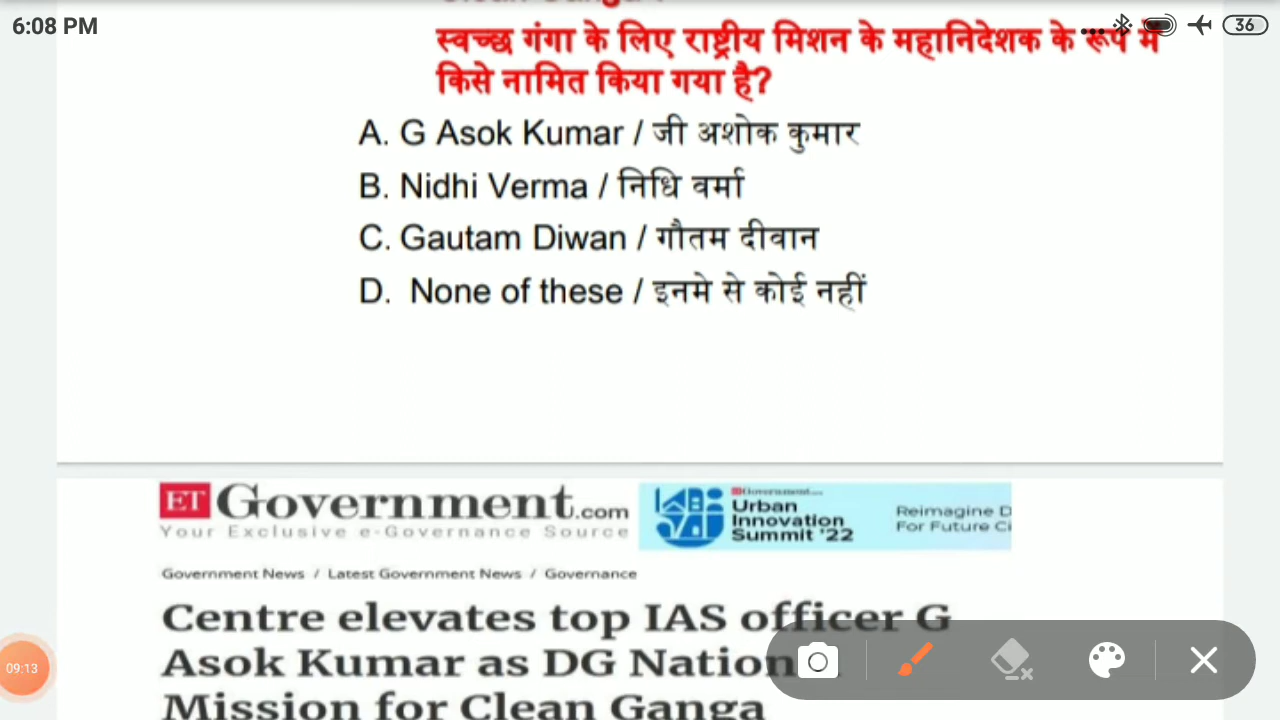 6:08 PM
36
स्वच्छ गंगा के लिए राष्ट्रीय मिशन के महानिदेशक के रूप में
किसे नामित किया गया है?
A. G Asok Kumar / जी अशोक कुमार
B. Nidhi Verma / निधि वर्मा
C. Gautam Diwan / गौतम दीवान
D. None of these / इनमे से कोई नहीं
ET Government.com
Your Exclusive e-Governance Source
Urban
Innovation
Summit '22
Reimagine D
For Future Ci
Government News / Latest Government News / Governance
Centre elevates top IAS officer G
Asok Kumar as DG Nation
Mission for Clean Ganga
09:13